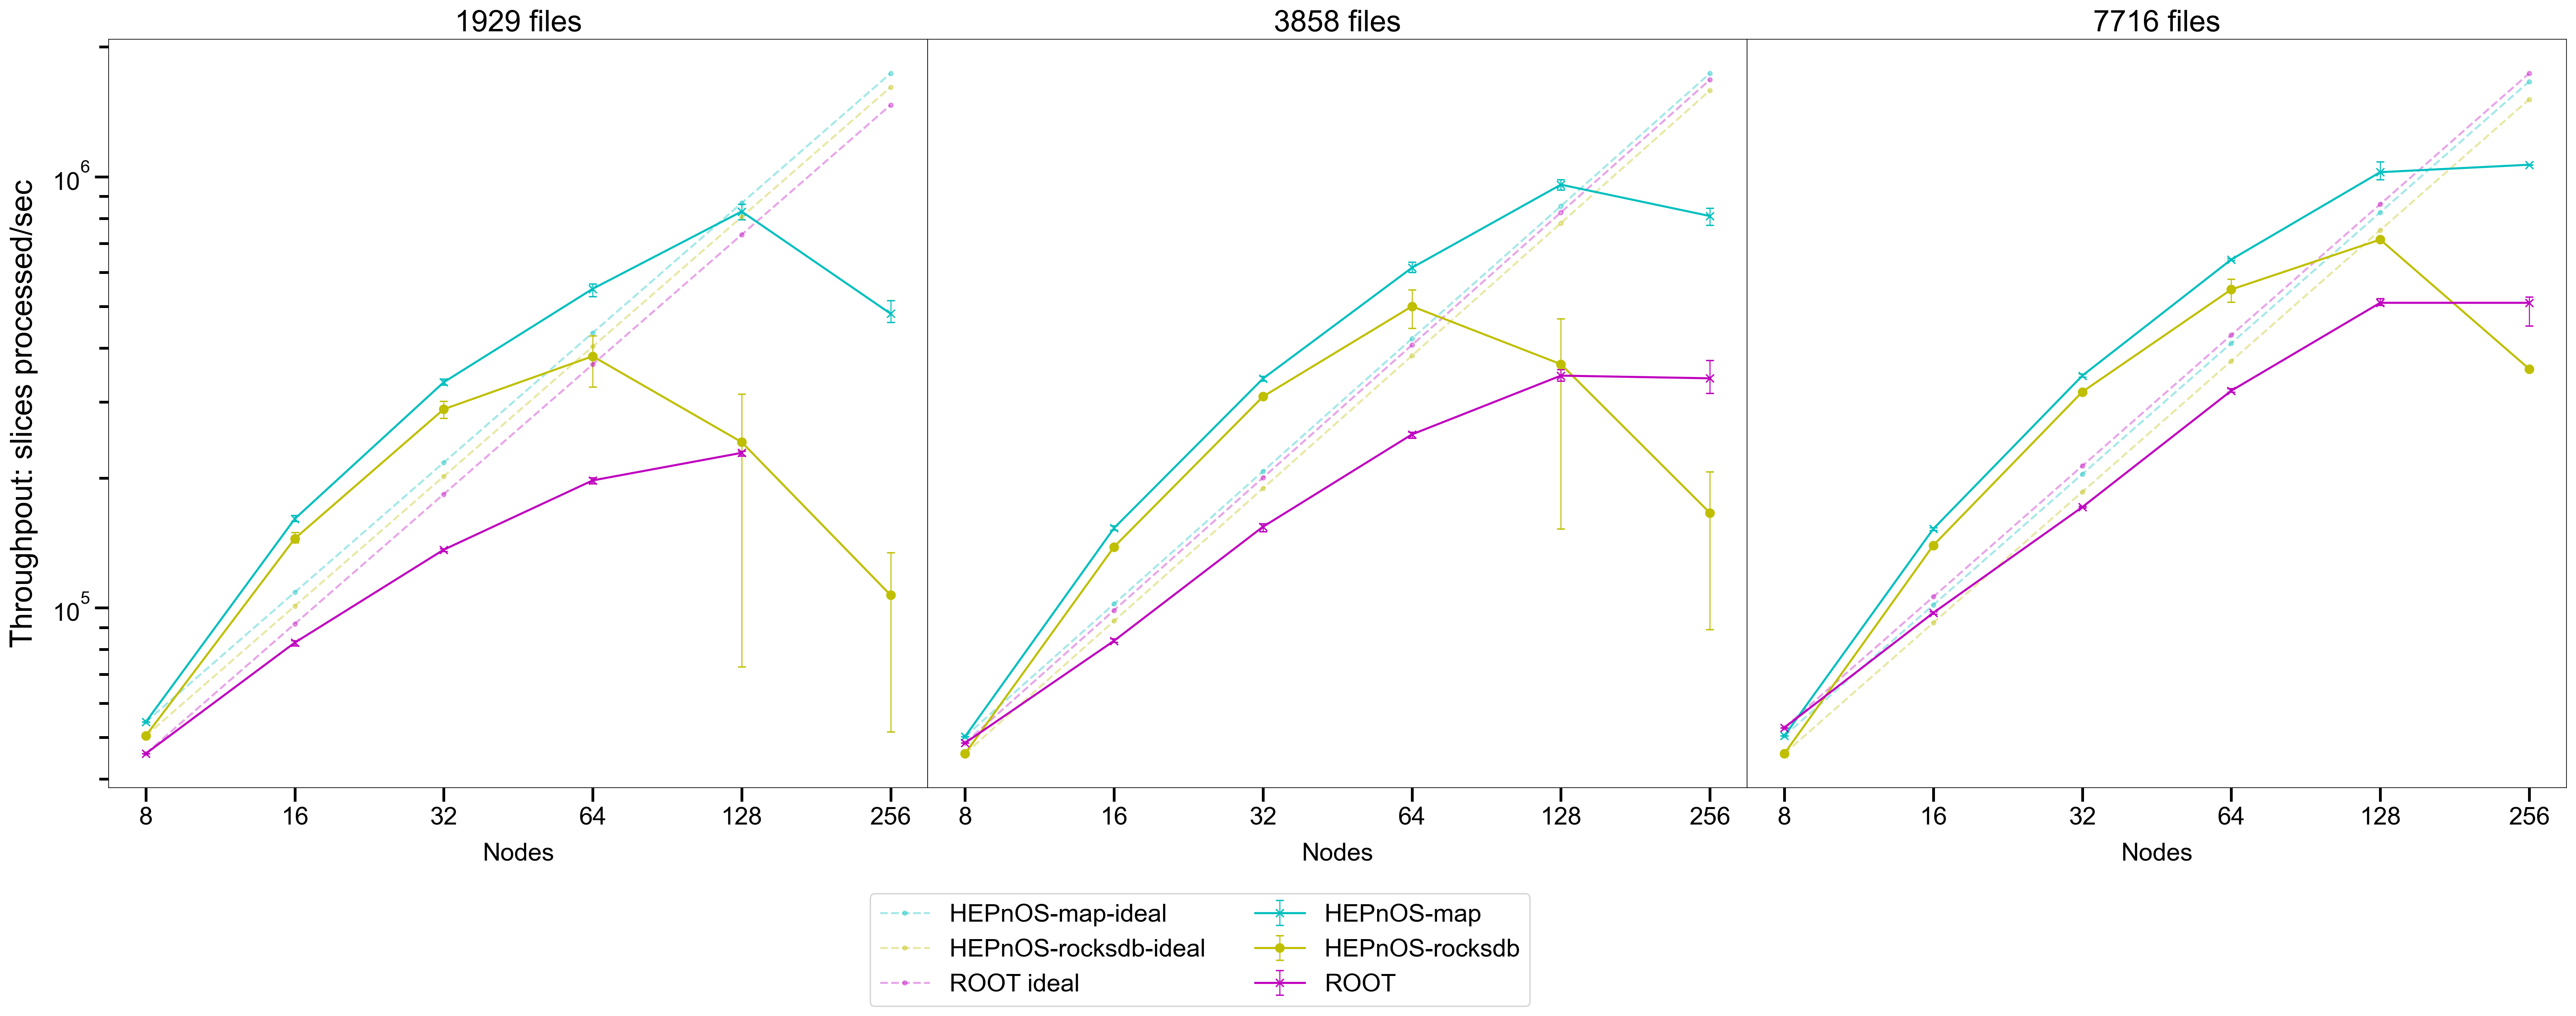 1929 files
3858 files
7716 files
Throughput: slices processed/sec
10^6
10^5
8 16 32 64 128 256
8 16 32 64 128 256
8 16 32 64 128 256
Nodes
Nodes
Nodes
HEPnOS-map-ideal
HEPnOS-rocksdb-ideal
ROOT ideal
HEPnOS-map
HEPnOS-rocksdb
ROOT